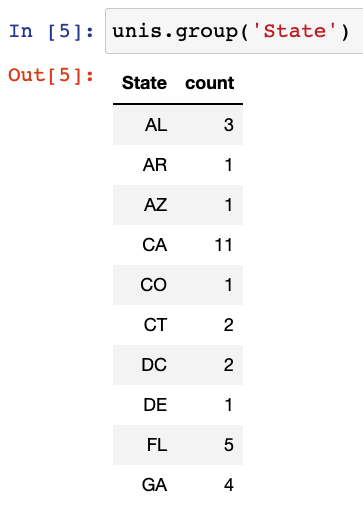 In [5]: unis.group('State')
Out[5]:
State count
AL 3
AR 1
AZ 1
CA 11
CO 1
CT 2
DC 2
DE 1
FL 5
GA 4